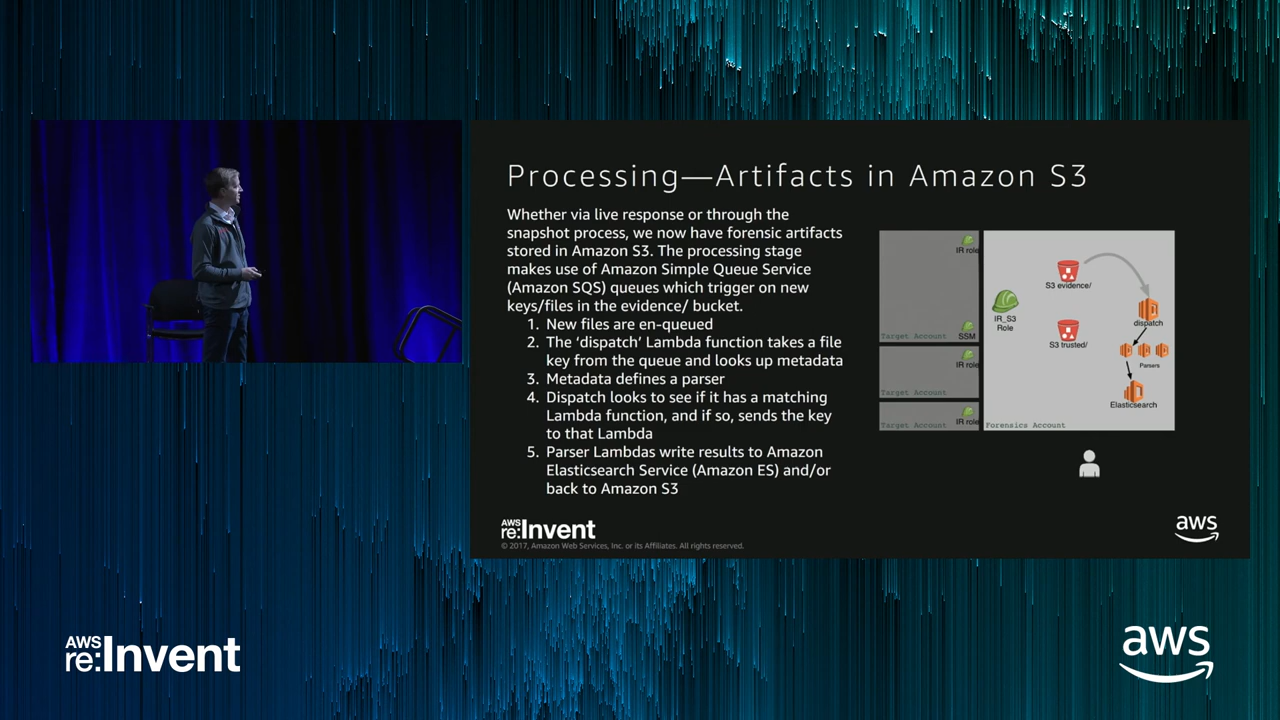 Processing—Artifacts in Amazon S3
Whether via live response or through the
snapshot process, we now have forensic artifacts
stored in Amazon S3. The processing stage
makes use of Amazon Simple Queue Service
(Amazon SQS) queues which trigger on new
keys/files in the evidence/ bucket.
1. New files are en-queued
2. The ‘dispatch’ Lambda function takes a file
key from the queue and looks up metadata
3. Metadata defines a parser
4. Dispatch looks to see if it has a matching
Lambda function, and if so, sends the key
to that Lambda
5. Parser Lambdas write results to Amazon
Elasticsearch Service (Amazon ES) and/or
back to Amazon S3
IR role
Target Account
SSM
IR role
Target Account
IR role
Target Account
S3 evidence/
IR_S3
Role
S3 trusted/
dispatch
Parsers
Elasticsearch
Forensics Account
AWS
re:Invent
© 2017, Amazon Web Services, Inc. or its Affiliates. All rights reserved.
aws
AWS
re:Invent
aws